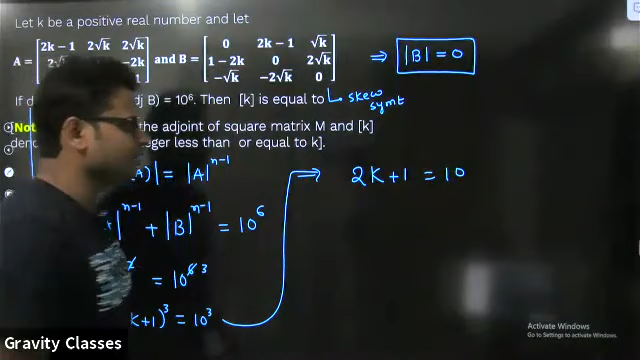 Let k be a positive real number and let
A = [2k − 1 2√k 2√k and B = [0 2k − 1 √k ⇒ |B| = 0
2√ −2k 1 − 2k 0 2√k
1 −√k −2√k 0
If d dj B) = 10⁶. Then [k] is equal to ↳ skew symt
[Not the adjoint of square matrix M and [k]
den eger less than or equal to k].
A)| = |A|ⁿ⁻¹ ⇒ 2K + 1 = 10
|ⁿ⁻¹ + |B|ⁿ⁻¹ = 10⁶
= 10³
k+1)³ = 10³
Activate Windows
Go to Settings to activate Windows.
Gravity Classes